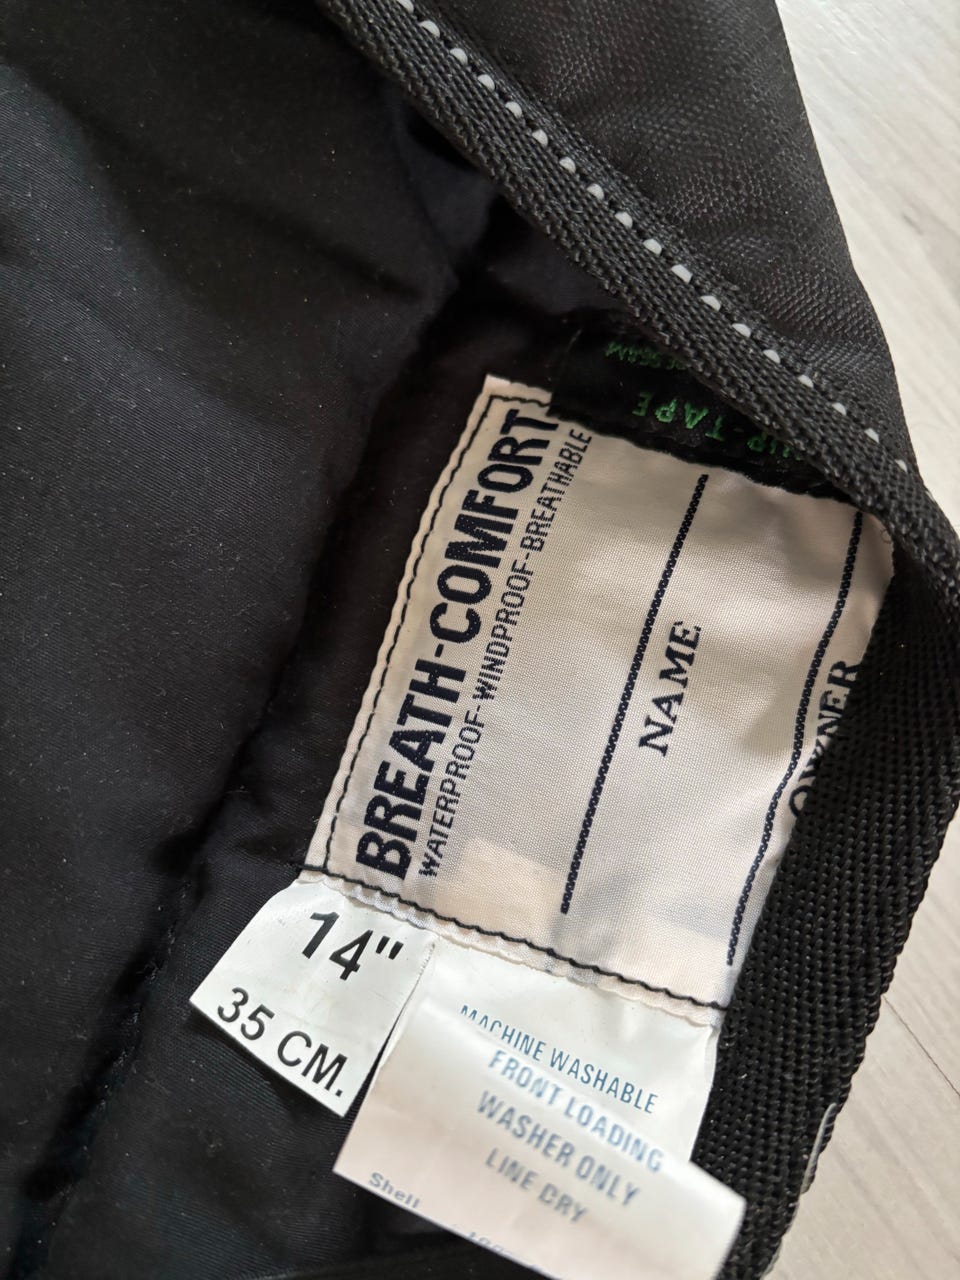 BREATH-COMFORT
WATERPROOF-WINDPROOF-BREATHABLE
NAME
OWNER
14"
35 CM.
MACHINE WASHABLE
FRONT LOADING
WASHER ONLY
LINE DRY
Shell